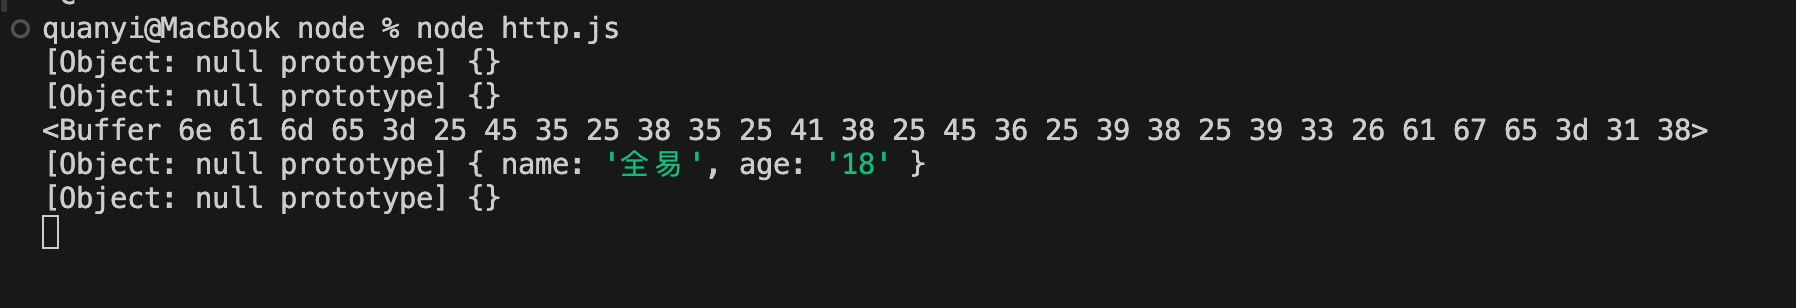 quanyi@MacBook node % node http.js
[Object: null prototype] {}
[Object: null prototype] {}
<Buffer 6e 61 6d 65 3d 25 45 35 25 38 35 25 41 38 25 45 36 25 39 38 25 39 33 26 61 67 65 3d 31 38>
[Object: null prototype] { name: '全易', age: '18' }
[Object: null prototype] {}